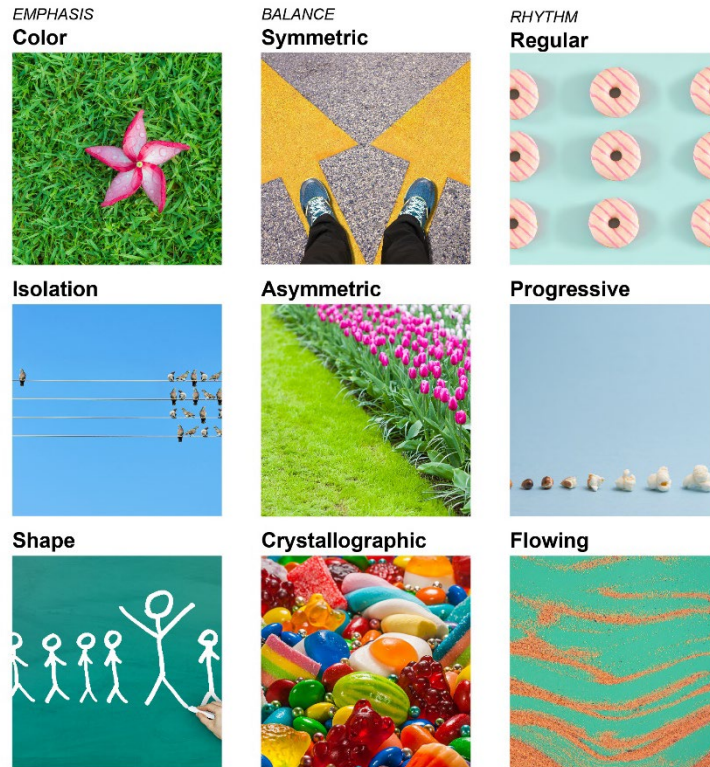 EMPHASIS
Color
BALANCE
Symmetric
RHYTHM
Regular
Isolation
Asymmetric
Progressive
Shape
Crystallographic
Flowing